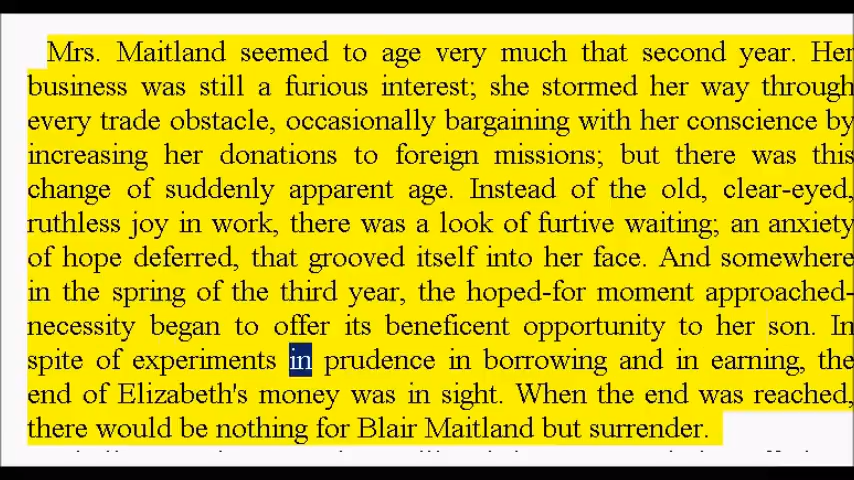 Mrs. Maitland seemed to age very much that second year. Her
business was still a furious interest; she stormed her way through
every trade obstacle, occasionally bargaining with her conscience by
increasing her donations to foreign missions; but there was this
change of suddenly apparent age. Instead of the old, clear-eyed,
ruthless joy in work, there was a look of furtive waiting; an anxiety
of hope deferred, that grooved itself into her face. And somewhere
in the spring of the third year, the hoped-for moment approached-
necessity began to offer its beneficent opportunity to her son. In
spite of experiments in prudence in borrowing and in earning, the
end of Elizabeth's money was in sight. When the end was reached,
there would be nothing for Blair Maitland but surrender.